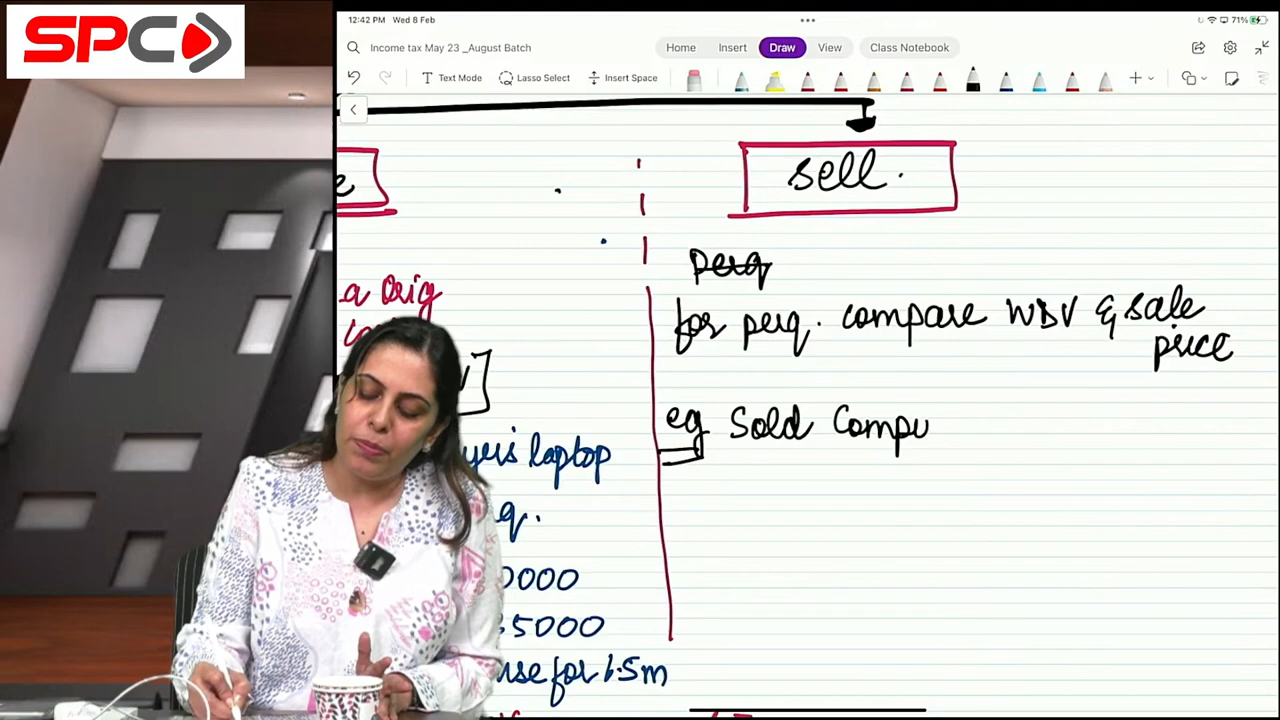 SPC
12:42 PM Wed 8 Feb
71%
Income tax May 23 _August Batch
Home Insert Draw View Class Notebook
Text Mode Lasso Select Insert Space
sell.
perq
for perq. compare WDV & sale
price
eg Sold Compu
a Orig
laptop
q.
0000
5000
use for 1.5m